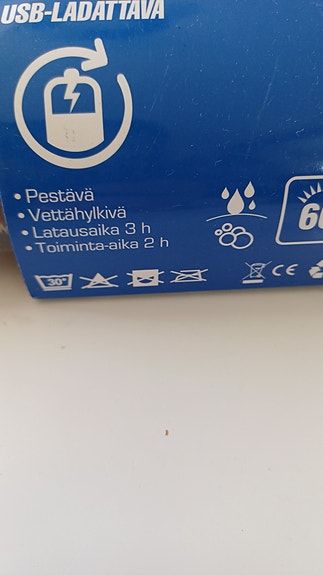 USB-LADATTAVA
• Pestävä
• Vettähylkivä
• Latausaika 3 h
• Toiminta-aika 2 h
30°
CE